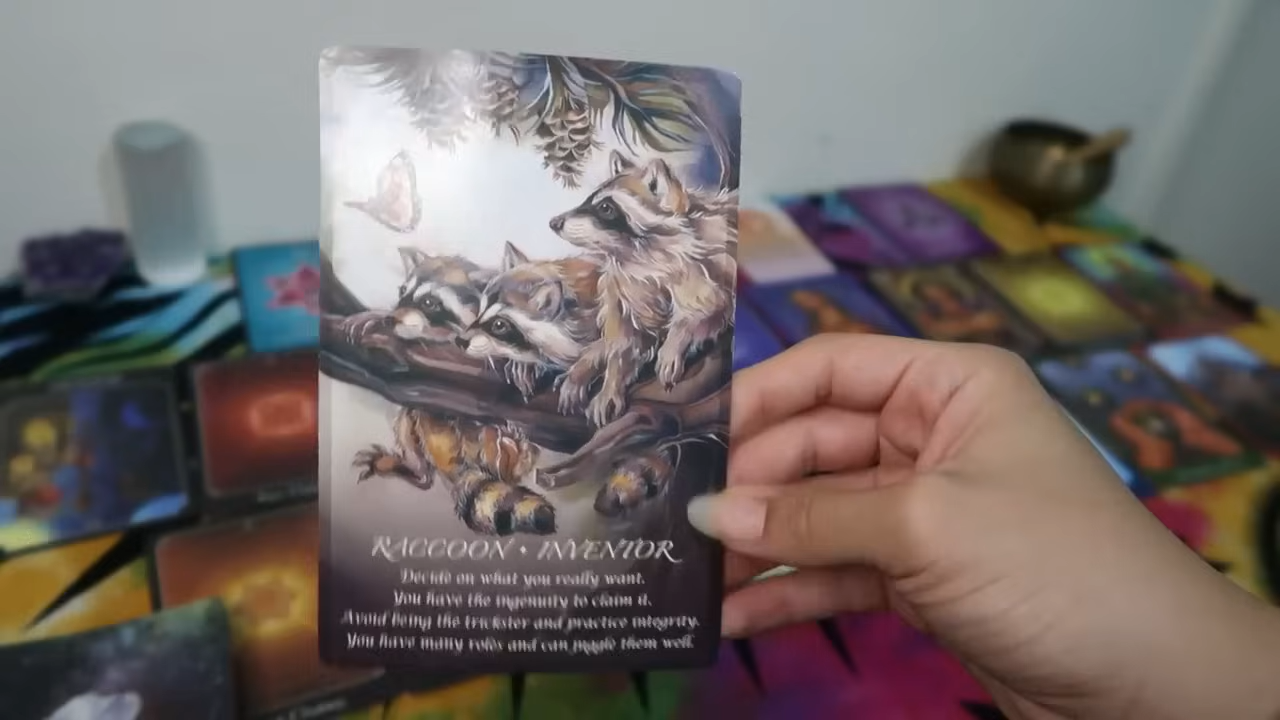 RACCOON • INVENTOR
Decide on what you really want.
You have the ingenuity to claim it.
Avoid being the trickster and practice integrity.
You have many roles and can juggle them well.